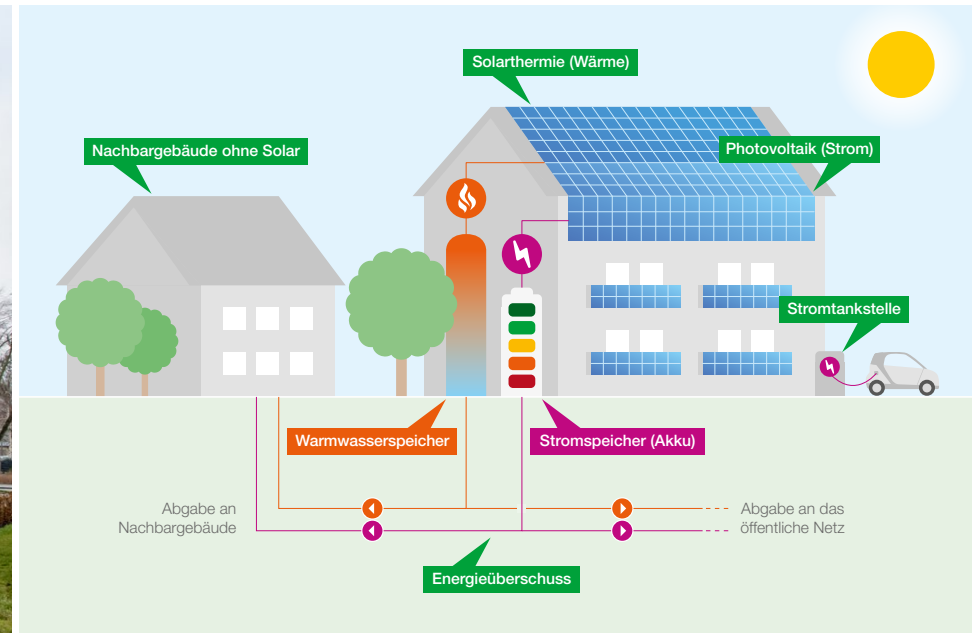 Solarthermie (Wärme)
Nachbargebäude ohne Solar
Photovoltaik (Strom)
Stromtankstelle
Warmwasserspeicher
Stromspeicher (Akku)
Abgabe an
Nachbargebäude
Abgabe an das
öffentliche Netz
Energieüberschuss